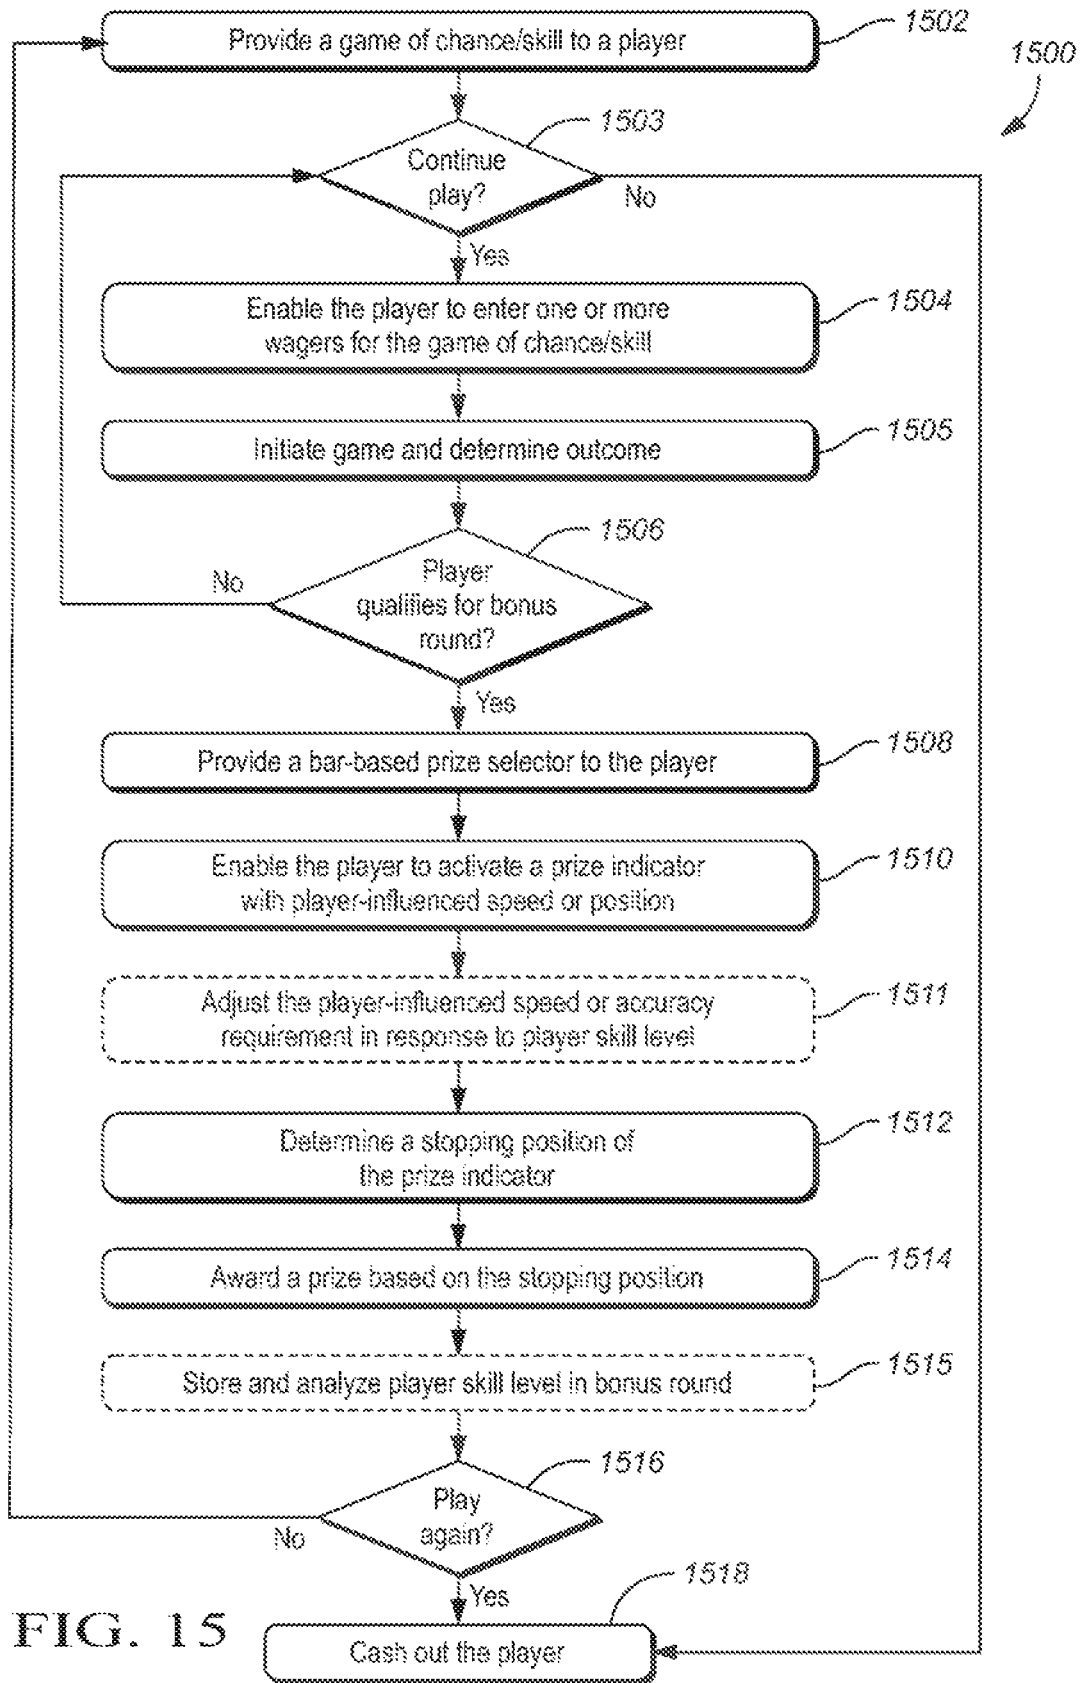 Provide a game of chance/skill to a player
1502
1500
1503
Continue
play?
No
Yes
Enable the player to enter one or more
wagers for the game of chance/skill
1504
Initiate game and determine outcome
1505
1506
Player
qualifies for bonus
round?
No
Yes
Provide a bar-based prize selector to the player
1508
Enable the player to activate a prize indicator
with player-influenced speed or position
1510
Adjust the player-influenced speed or accuracy
requirement in response to player skill level
1511
Determine a stopping position of
the prize indicator
1512
Award a prize based on the stopping position
1514
Store and analyze player skill level in bonus round
1515
1516
Play
again?
No
Yes
1518
Cash out the player
FIG. 15